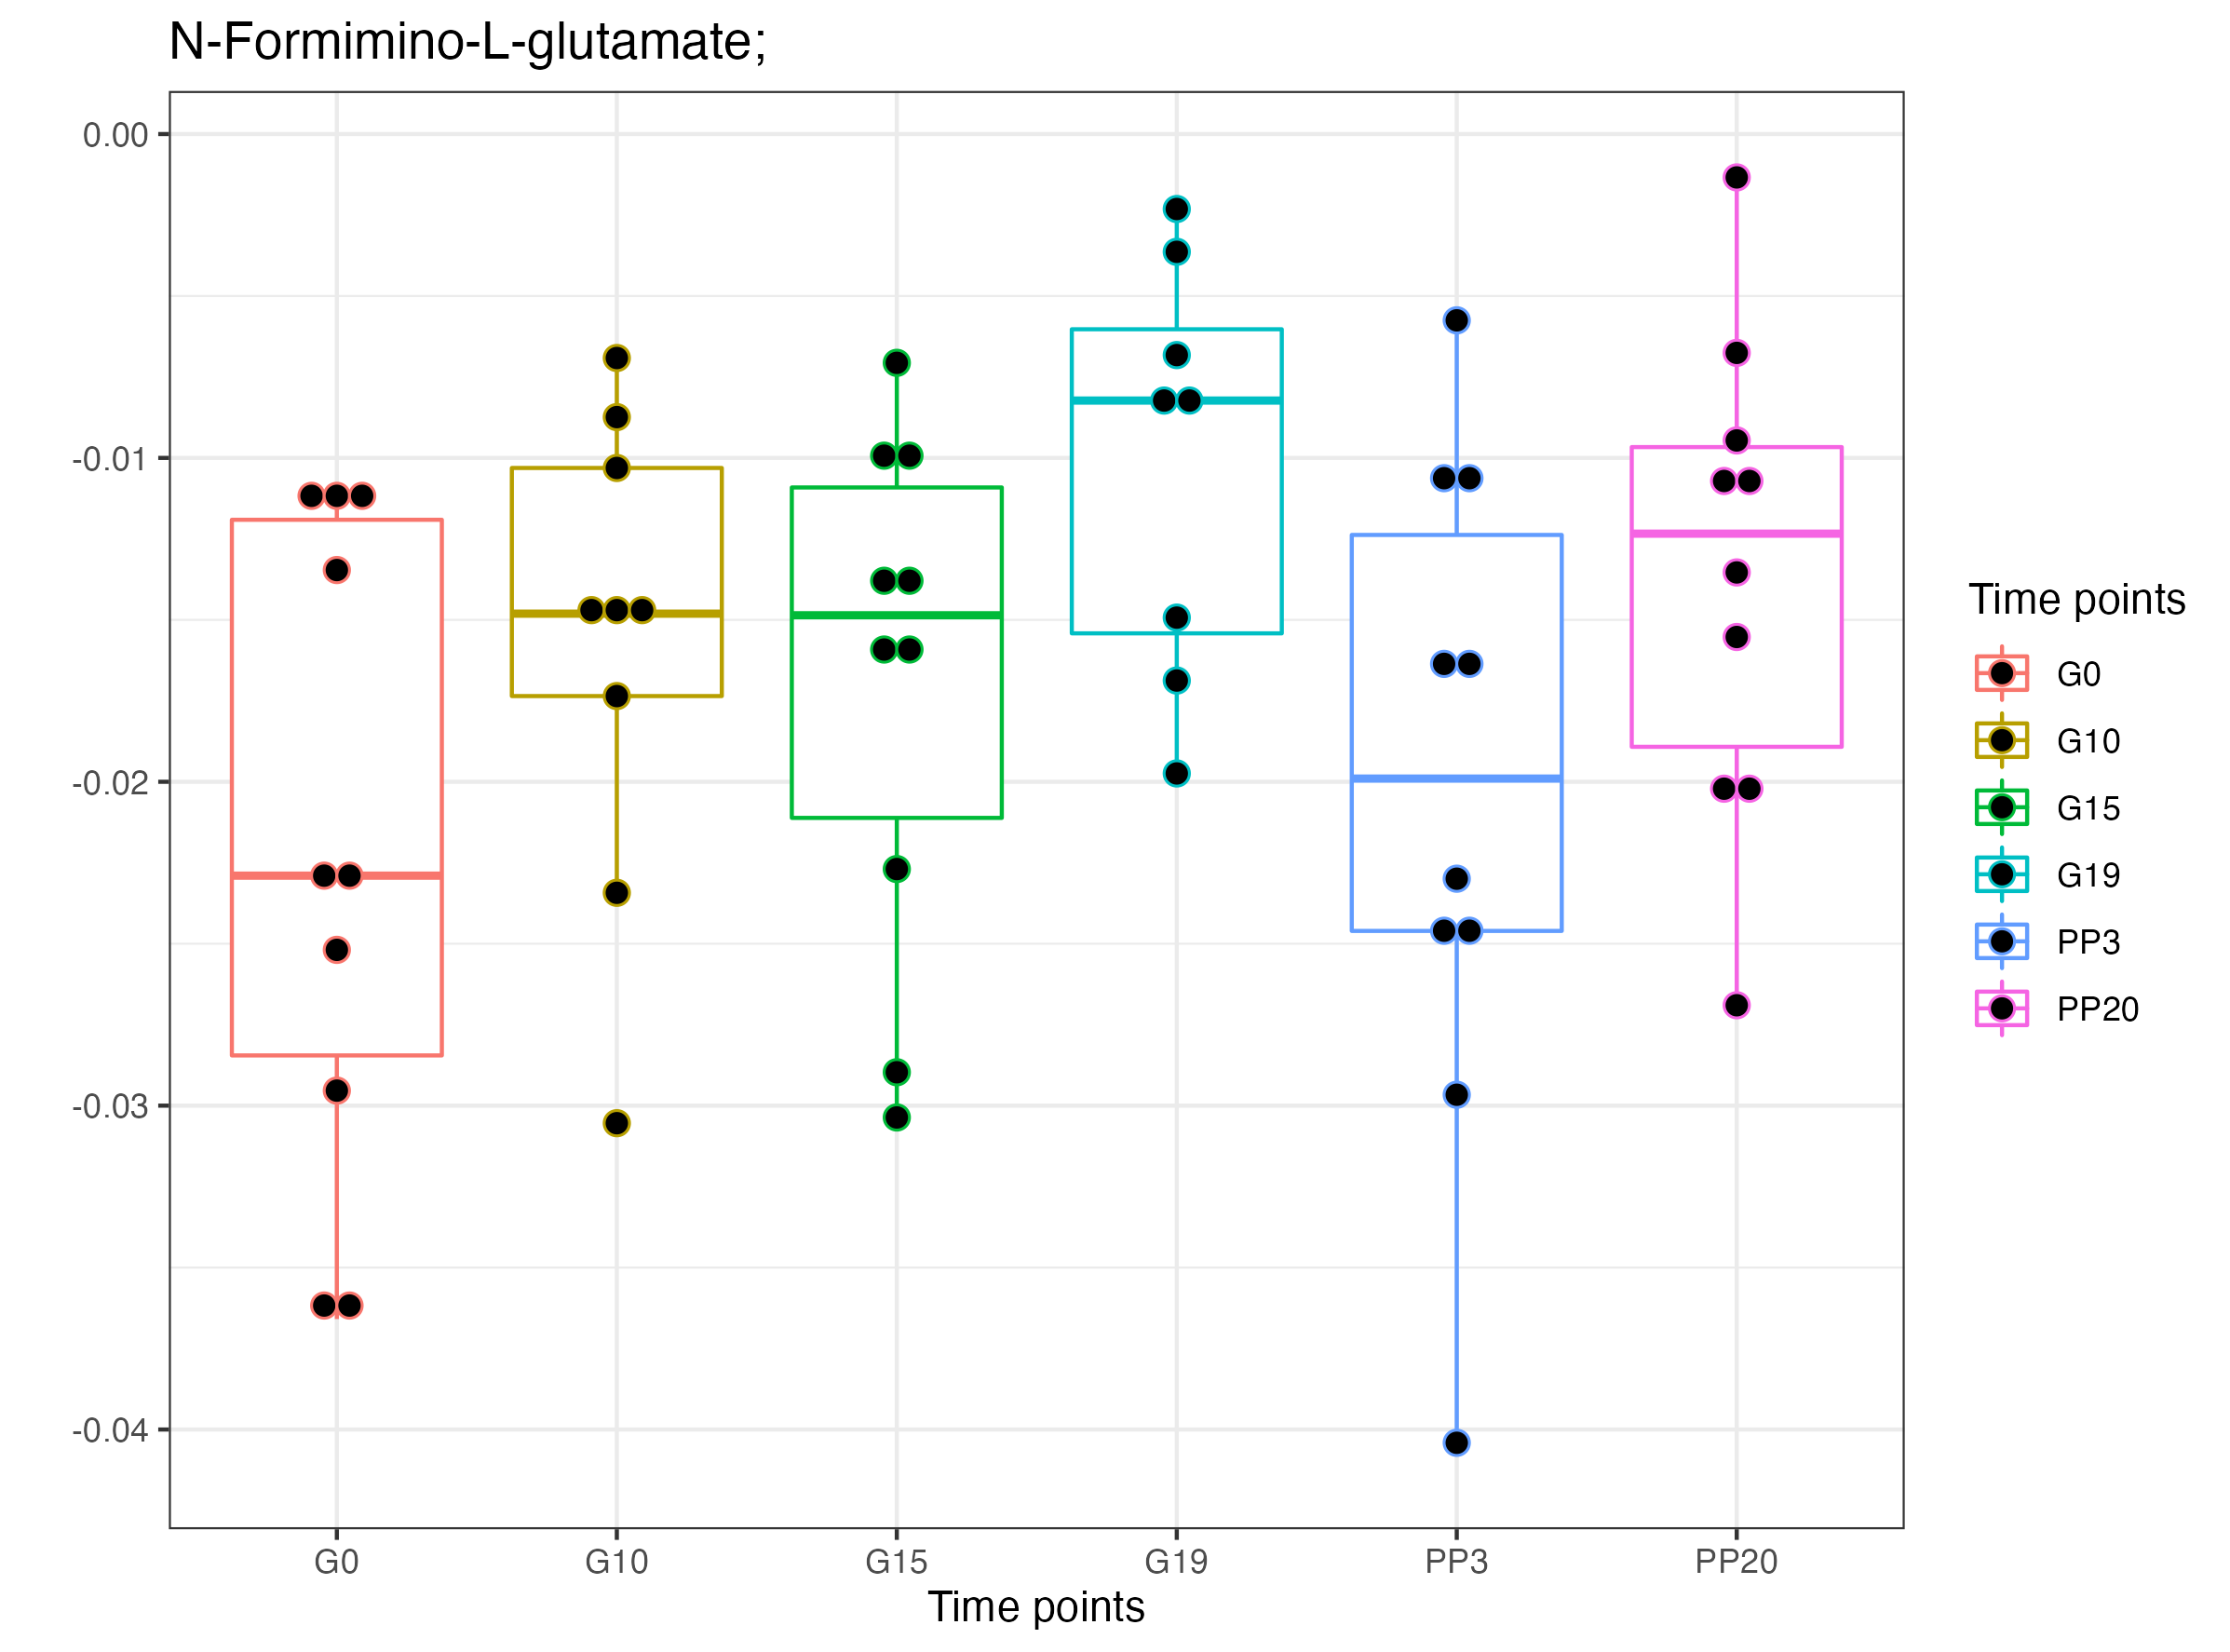 N-Formimino-L-glutamate;
0.00
-0.01
-0.02
-0.03
-0.04
G0
G10
G15
G19
PP3
PP20
Time points
Time points
G0
G10
G15
G19
PP3
PP20